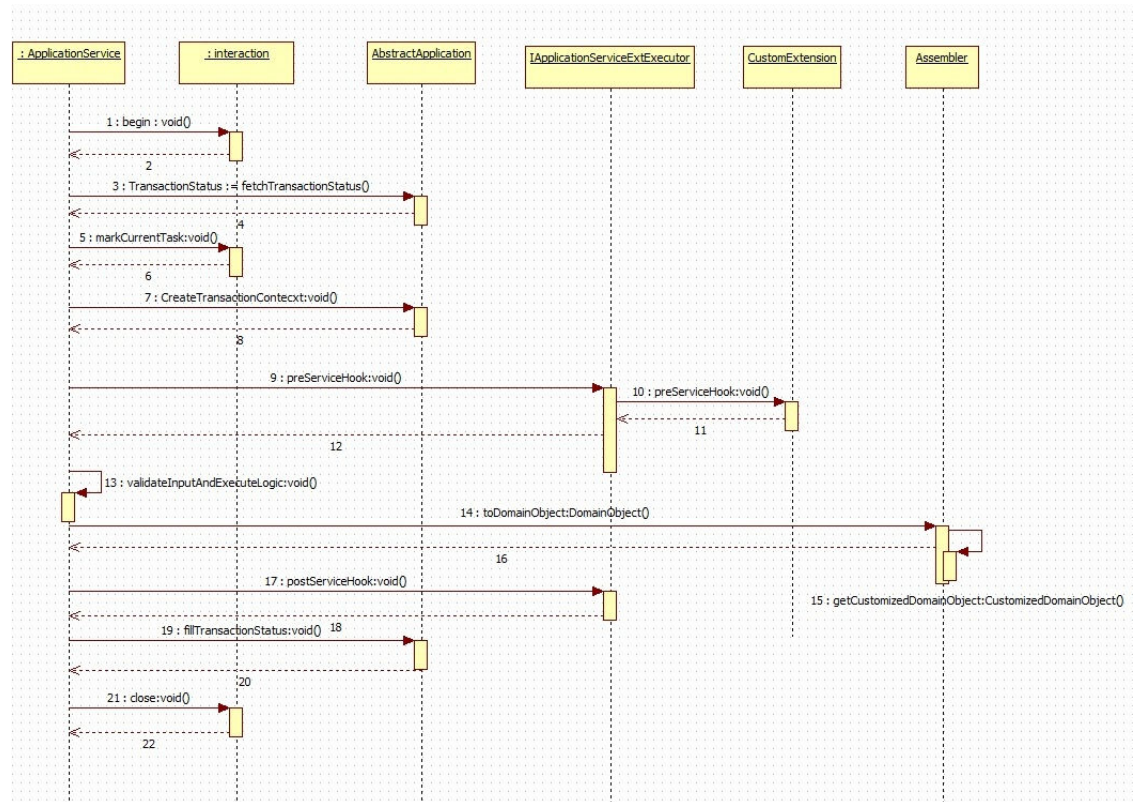 : ApplicationService
: interaction
AbstractApplication
IApplicationServiceExtExecutor
CustomExtension
Assembler
1 : begin : void()
2
3 : TransactionStatus := fetchTransactionStatus()
4
5 : markCurrentTask:void()
6
7 : CreateTransactionContecxt:void()
8
9 : preServiceHook:void()
10 : preServiceHook:void()
11
12
13 : validateInputAndExecuteLogic:void()
14 : toDomainObject:DomainObject()
16
17 : postServiceHook:void()
15 : getCustomizedDomainObject:CustomizedDomainObject()
18
19 : fillTransactionStatus:void()
20
21 : close:void()
22